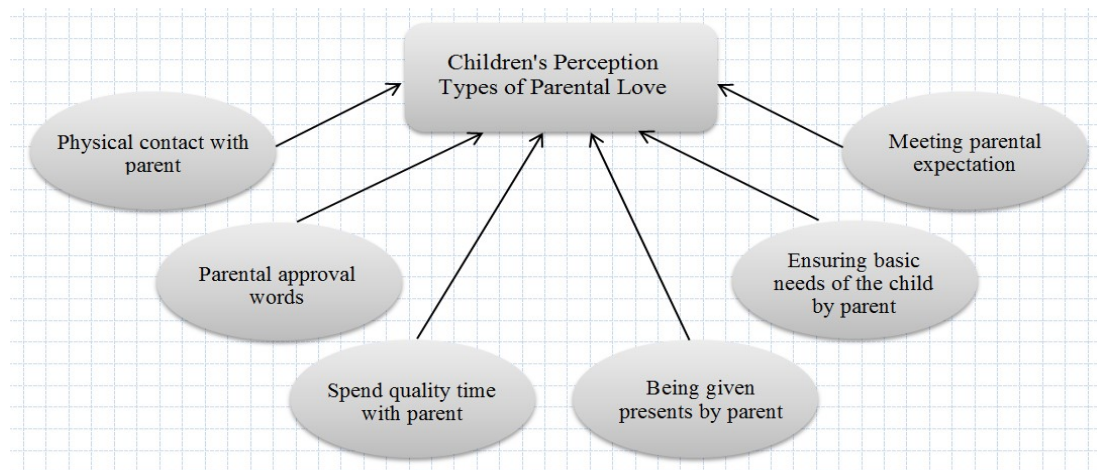 Children's Perception
Types of Parental Love
Physical contact with
parent
Meeting parental
expectation
Parental approval
words
Ensuring basic
needs of the child
by parent
Spend quality time
with parent
Being given
presents by parent